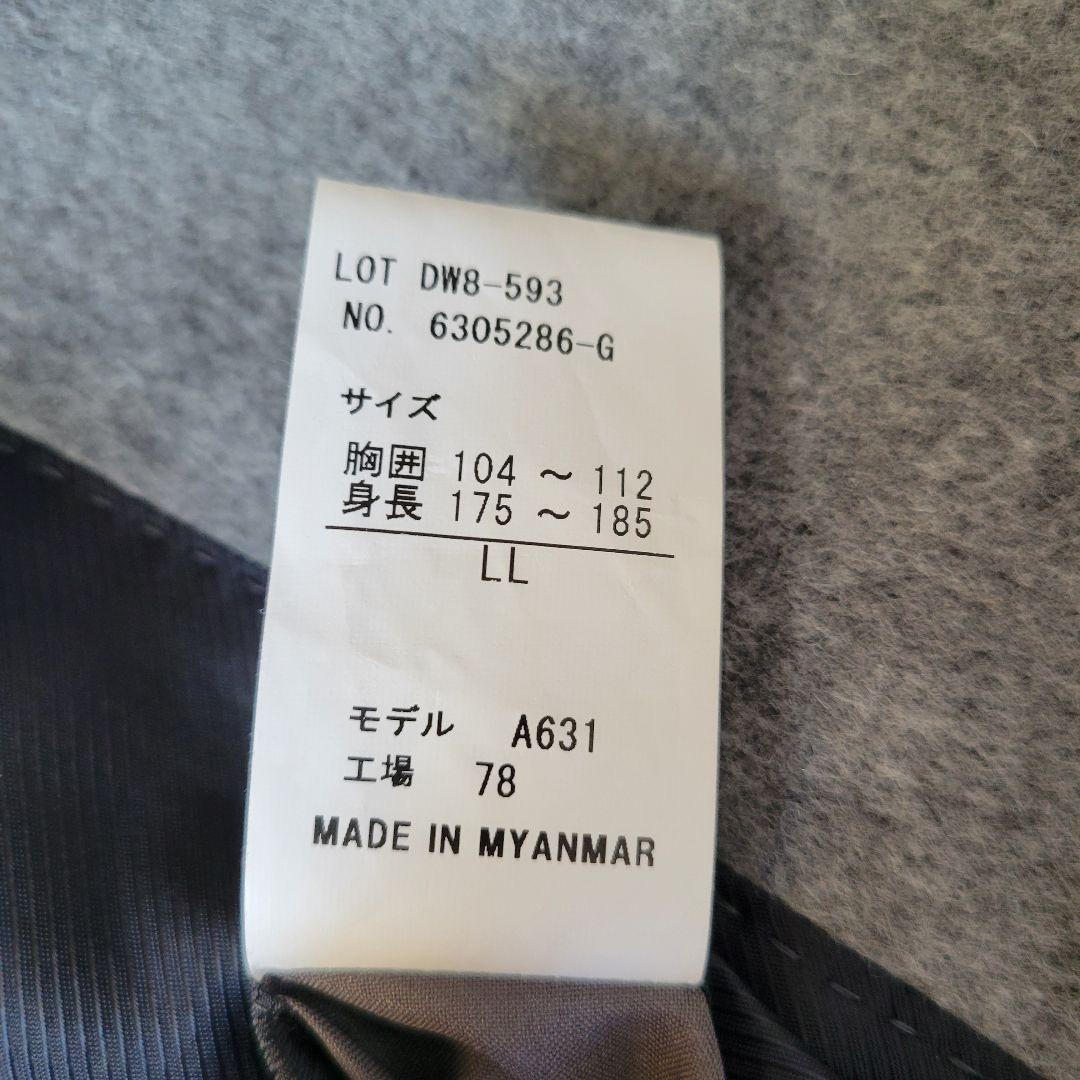 LOT DW8-593
NO. 6305286-G
サイズ
胸囲 104 ～ 112
身長 175 ～ 185
LL
モデル A631
工場 78
MADE IN MYANMAR